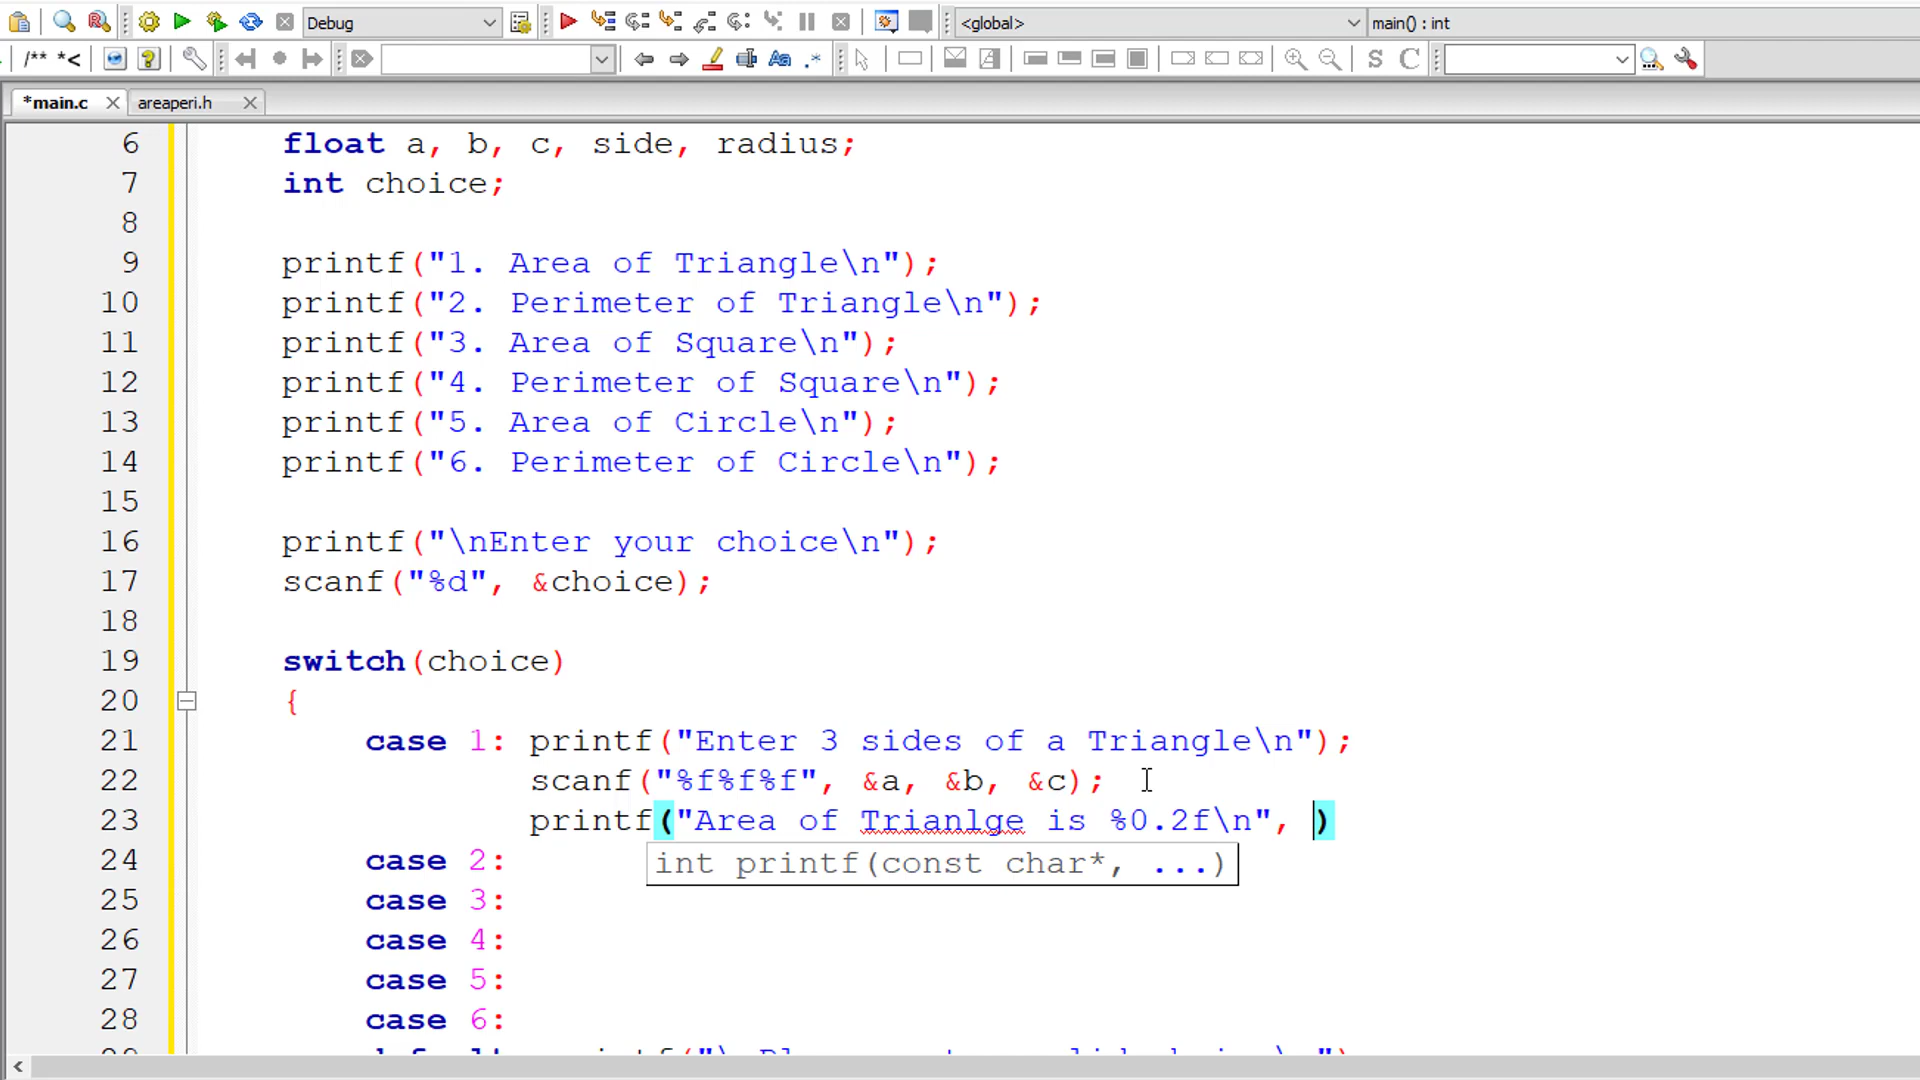 Debug
<global>
main() : int
/** *<
Aa
.*
S
C
*main.c
areaperi.h
6 float a, b, c, side, radius;
7 int choice;
8
9 printf("1. Area of Triangle\n");
10 printf("2. Perimeter of Triangle\n");
11 printf("3. Area of Square\n");
12 printf("4. Perimeter of Square\n");
13 printf("5. Area of Circle\n");
14 printf("6. Perimeter of Circle\n");
15
16 printf("\nEnter your choice\n");
17 scanf("%d", &choice);
18
19 switch(choice)
20 {
21 case 1: printf("Enter 3 sides of a Triangle\n");
22 scanf("%f%f%f", &a, &b, &c);
23 printf("Area of Trianlge is %0.2f\n", )
int printf(const char*, ...)
24 case 2:
25 case 3:
26 case 4:
27 case 5:
28 case 6: